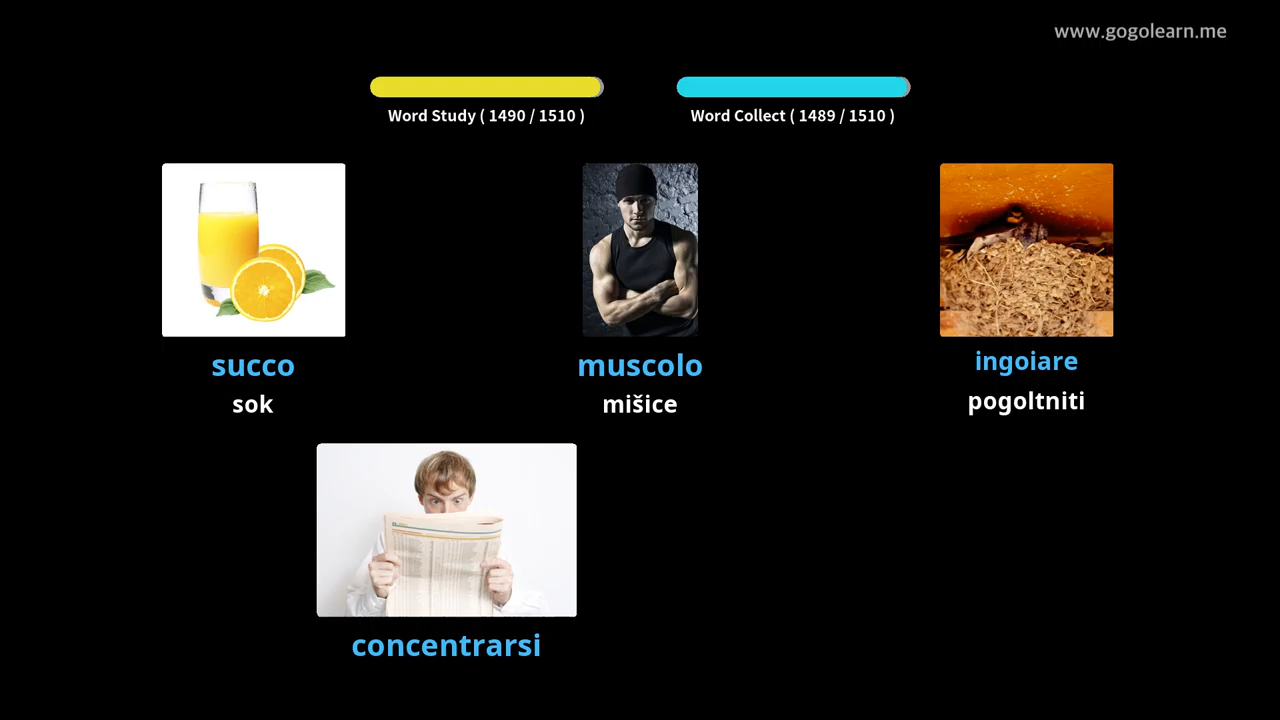 www.gogolearn.me
Word Study ( 1490 / 1510 )
Word Collect ( 1489 / 1510 )
succo
muscolo
ingoiare
sok
mišice
pogoltniti
concentrarsi